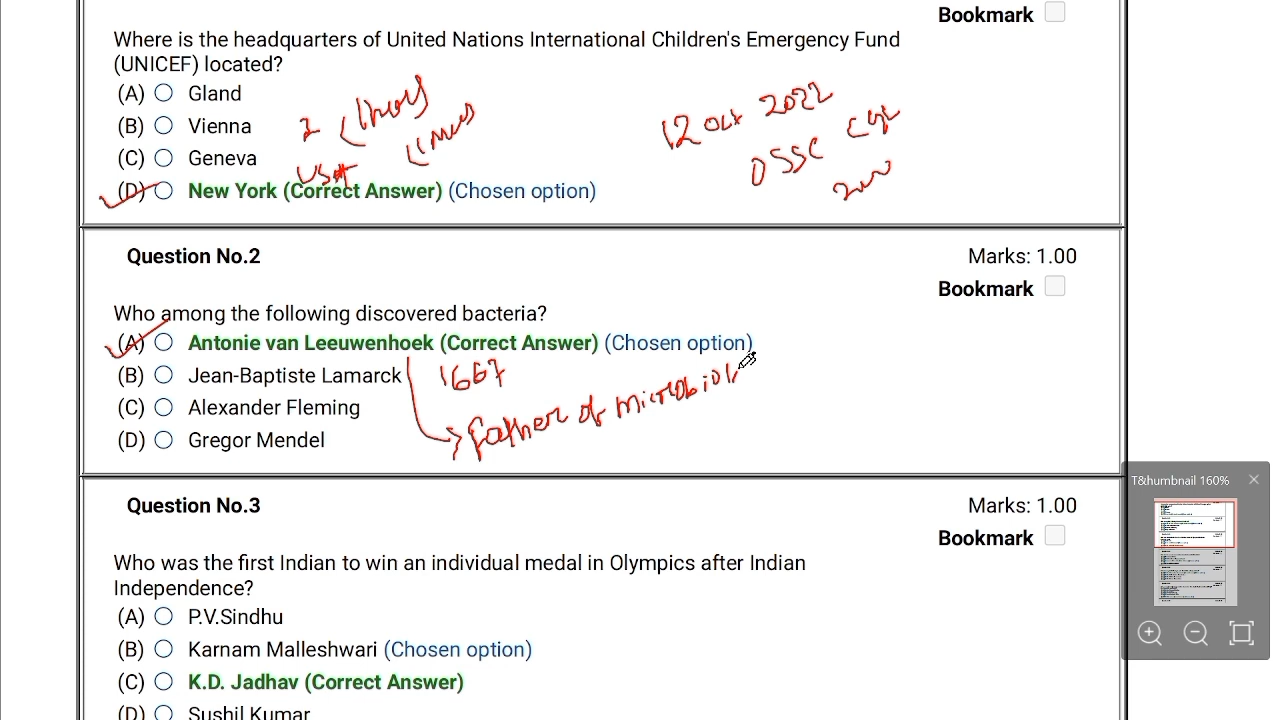 Bookmark
Where is the headquarters of United Nations International Children's Emergency Fund
(UNICEF) located?
(A) Gland
(B) Vienna
(C) Geneva
(D) New York (Correct Answer) (Chosen option)
USA
12 Oct 2022
OSSC CGL
Question No.2
Marks: 1.00
Bookmark
Who among the following discovered bacteria?
(A) Antonie van Leeuwenhoek (Correct Answer) (Chosen option)
(B) Jean-Baptiste Lamarck
(C) Alexander Fleming
(D) Gregor Mendel
1667
Father of microbiol
Question No.3
Marks: 1.00
Bookmark
Who was the first Indian to win an individual medal in Olympics after Indian
Independence?
(A) P.V.Sindhu
(B) Karnam Malleshwari (Chosen option)
(C) K.D. Jadhav (Correct Answer)
(D) Sushil Kumar
T&humbnail 160%